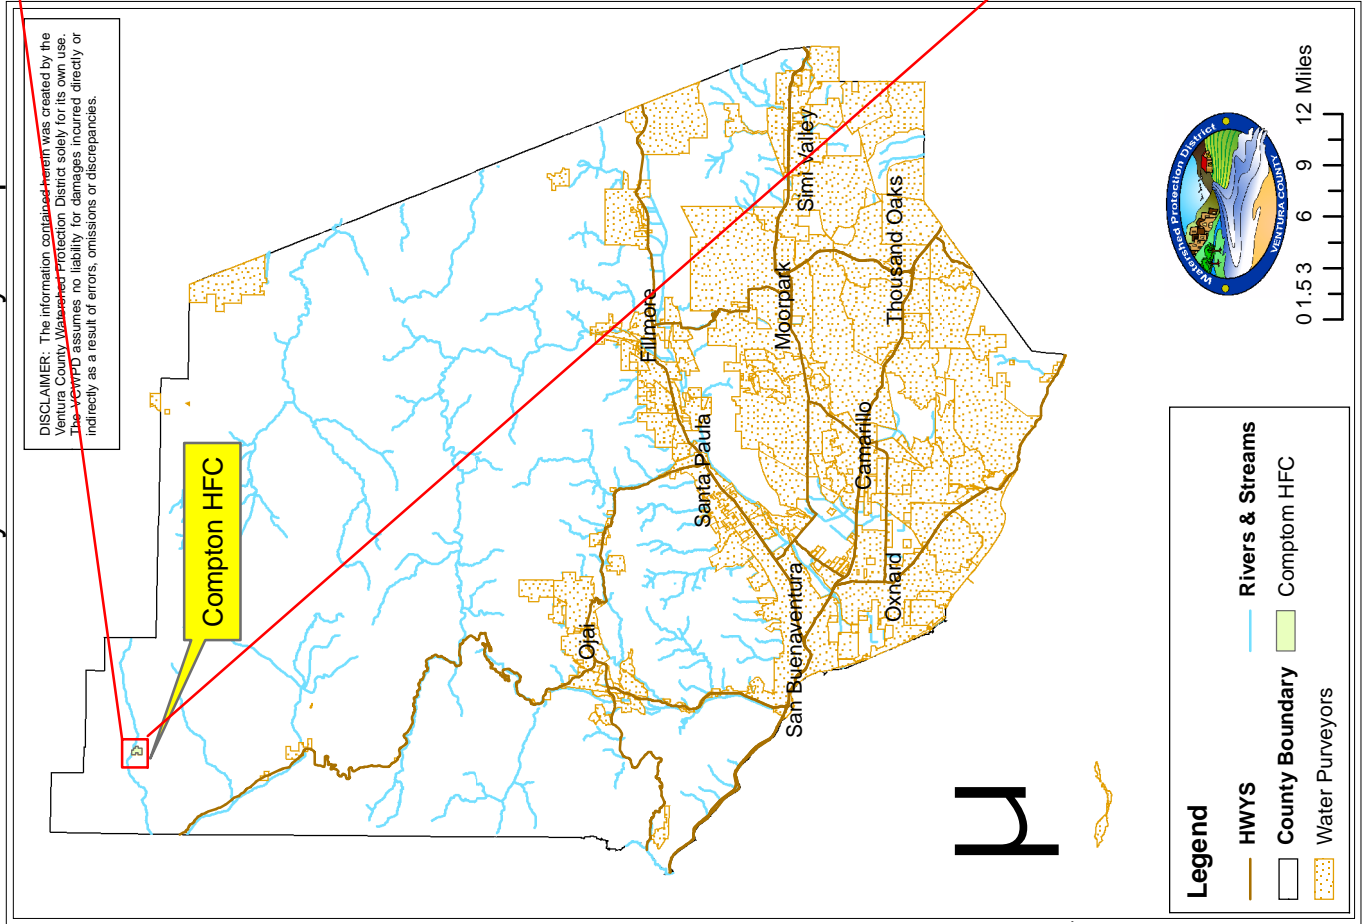 DISCLAIMER: The information contained herein was created by the
Ventura County Watershed Protection District solely for its own use.
The VCWPD assumes no liability for damages incurred directly or
indirectly as a result of errors, omissions or discrepancies.
Compton HFC
Ojai
Santa Paula
Fillmore
San Buenaventura
Moorpark
Simi Valley
Camarillo
Oxnard
Thousand Oaks
µ
Watershed Protection District
VENTURA COUNTY
0 1.5 3 6 9 12 Miles
Legend
HWYS
County Boundary
Water Purveyors
Rivers & Streams
Comptom HFC